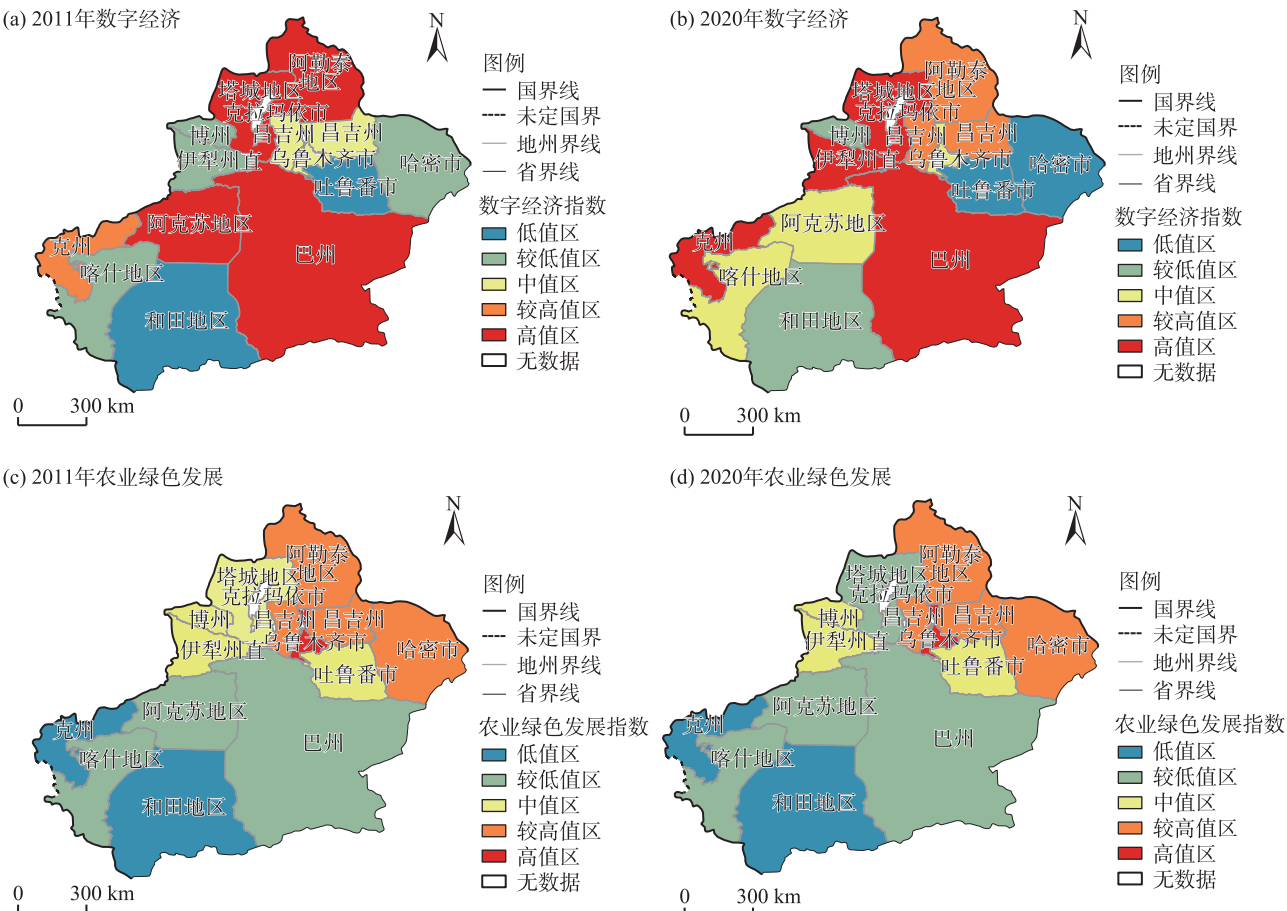 (a) 2011年数字经济
N
阿勒泰
地区
塔城地区
克拉玛依市
博州
昌吉州
昌吉州
伊犁州直
乌鲁木齐市
哈密市
吐鲁番市
阿克苏地区
克州
巴州
喀什地区
和田地区
0 300 km
图例
国界线
未定国界
地州界线
省界线
数字经济指数
低值区
较低值区
中值区
较高值区
高值区
无数据
(b) 2020年数字经济
N
阿勒泰
地区
塔城地区
克拉玛依市
博州
昌吉州
昌吉州
伊犁州直
乌鲁木齐市
哈密市
吐鲁番市
阿克苏地区
克州
巴州
喀什地区
和田地区
0 300 km
图例
国界线
未定国界
地州界线
省界线
数字经济指数
低值区
较低值区
中值区
较高值区
高值区
无数据
(c) 2011年农业绿色发展
N
阿勒泰
地区
塔城地区
克拉玛依市
博州
昌吉州
昌吉州
伊犁州直
乌鲁木齐市
哈密市
吐鲁番市
阿克苏地区
克州
巴州
喀什地区
和田地区
0 300 km
图例
国界线
未定国界
地州界线
省界线
农业绿色发展指数
低值区
较低值区
中值区
较高值区
高值区
无数据
(d) 2020年农业绿色发展
N
阿勒泰
地区
塔城地区
克拉玛依市
博州
昌吉州
昌吉州
伊犁州直
乌鲁木齐市
哈密市
吐鲁番市
阿克苏地区
克州
巴州
喀什地区
和田地区
0 300 km
图例
国界线
未定国界
地州界线
省界线
农业绿色发展指数
低值区
较低值区
中值区
较高值区
高值区
无数据